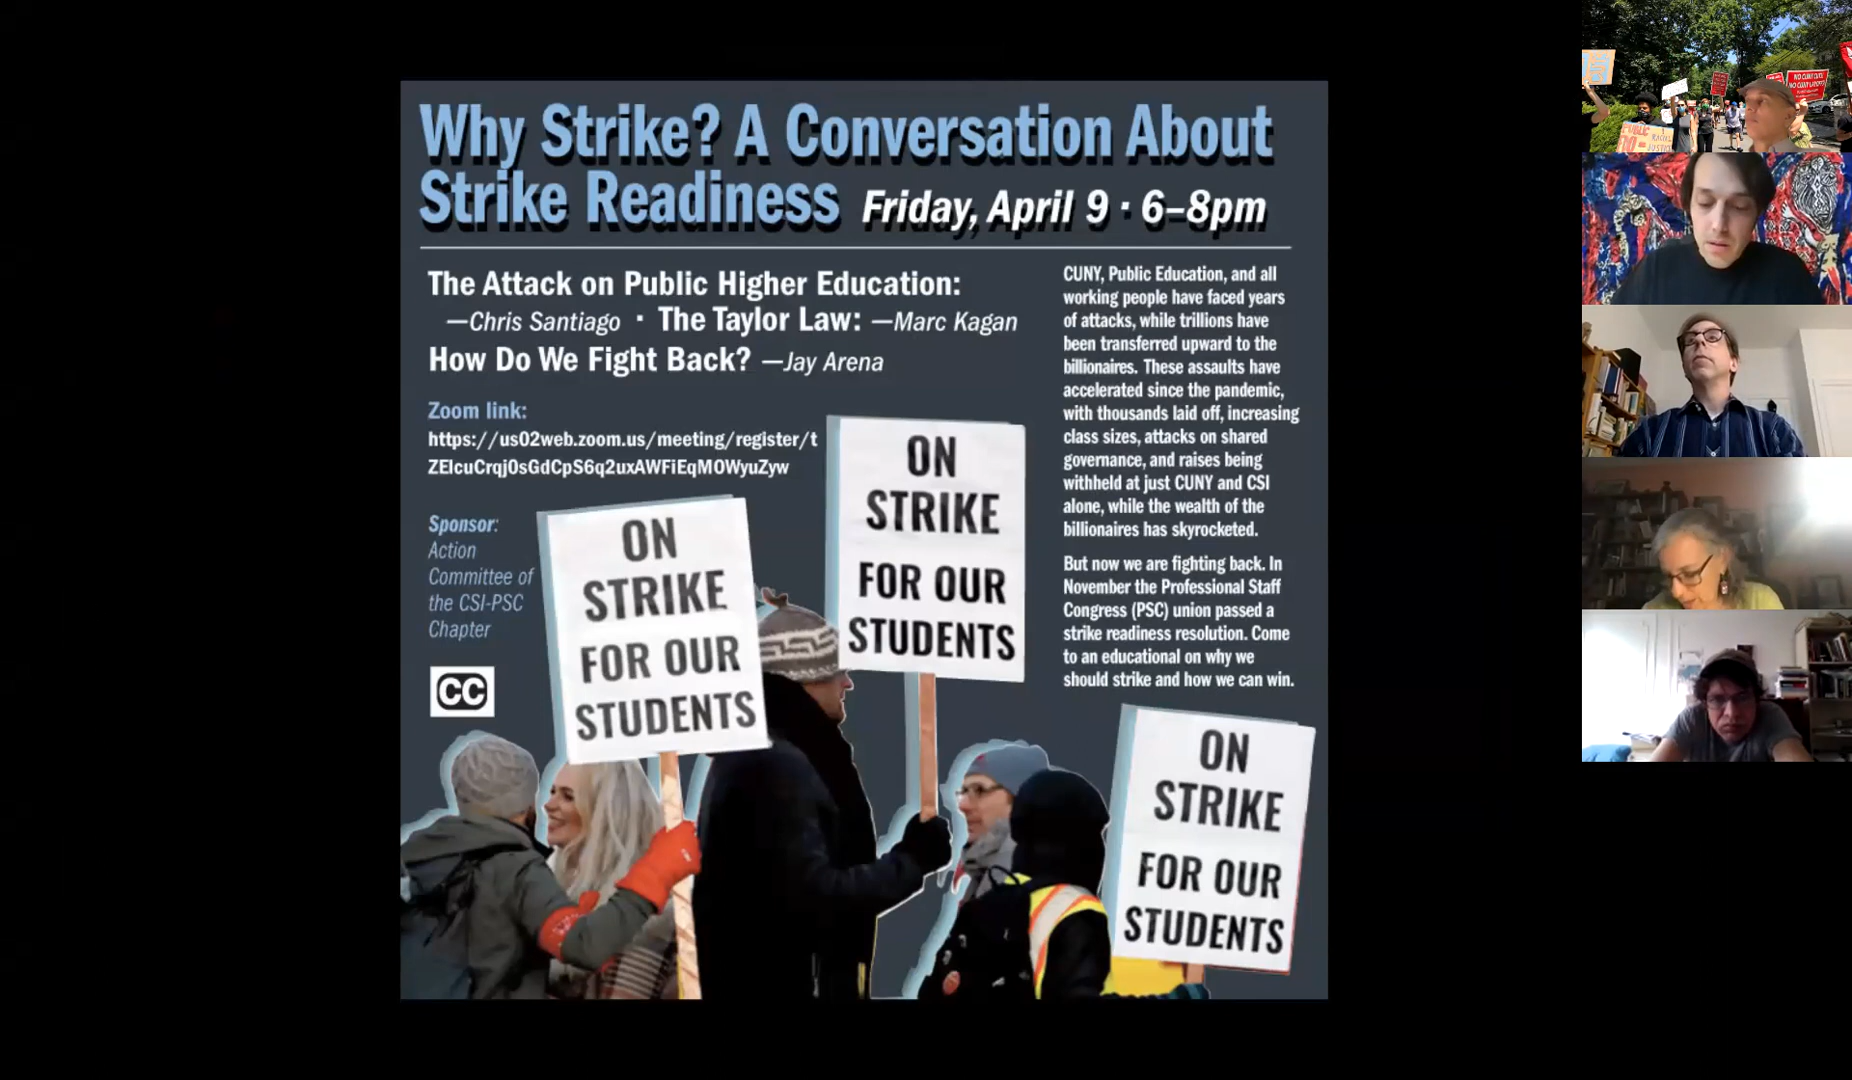 Why Strike? A Conversation About
Strike Readiness Friday, April 9 · 6–8pm
The Attack on Public Higher Education:
—Chris Santiago · The Taylor Law: —Marc Kagan
How Do We Fight Back? —Jay Arena
Zoom link:
https://us02web.zoom.us/meeting/register/t
ZEIcuCrqj0sGdCpS6q2uxAWFiEqMOWyuZyw
Sponsor:
Action
Committee of
the CSI-PSC
Chapter
CC
CUNY, Public Education, and all
working people have faced years
of attacks, while trillions have
been transferred upward to the
billionaires. These assaults have
accelerated since the pandemic,
with thousands laid off, increasing
class sizes, attacks on shared
governance, and raises being
withheld at just CUNY and CSI
alone, while the wealth of the
billionaires has skyrocketed.
But now we are fighting back. In
November the Professional Staff
Congress (PSC) union passed a
strike readiness resolution. Come
to an educational on why we
should strike and how we can win.
ON
STRIKE
FOR OUR
STUDENTS
ON
STRIKE
FOR OUR
STUDENTS
ON
STRIKE
FOR OUR
STUDENTS
NO CUNY CUTS
PUBLIC
JUSTICE